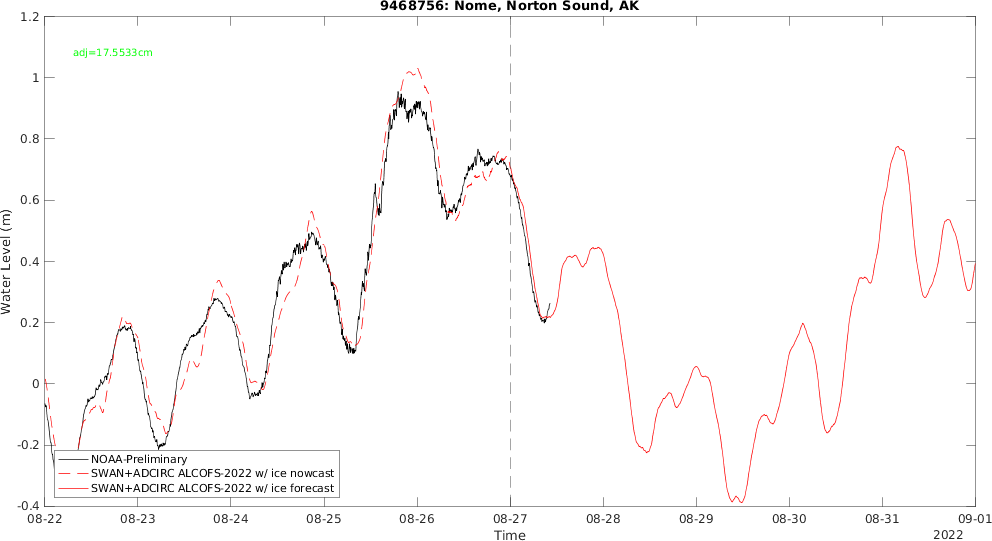 9468756: Nome, Norton Sound, AK
adj=17.5533cm
Water Level (m)
1.2
1
0.8
0.6
0.4
0.2
0
-0.2
-0.4
NOAA-Preliminary
SWAN+ADCIRC ALCOFS-2022 w/ ice nowcast
SWAN+ADCIRC ALCOFS-2022 w/ ice forecast
08-22 08-23 08-24 08-25 08-26 08-27 08-28 08-29 08-30 08-31 09-01
Time
2022